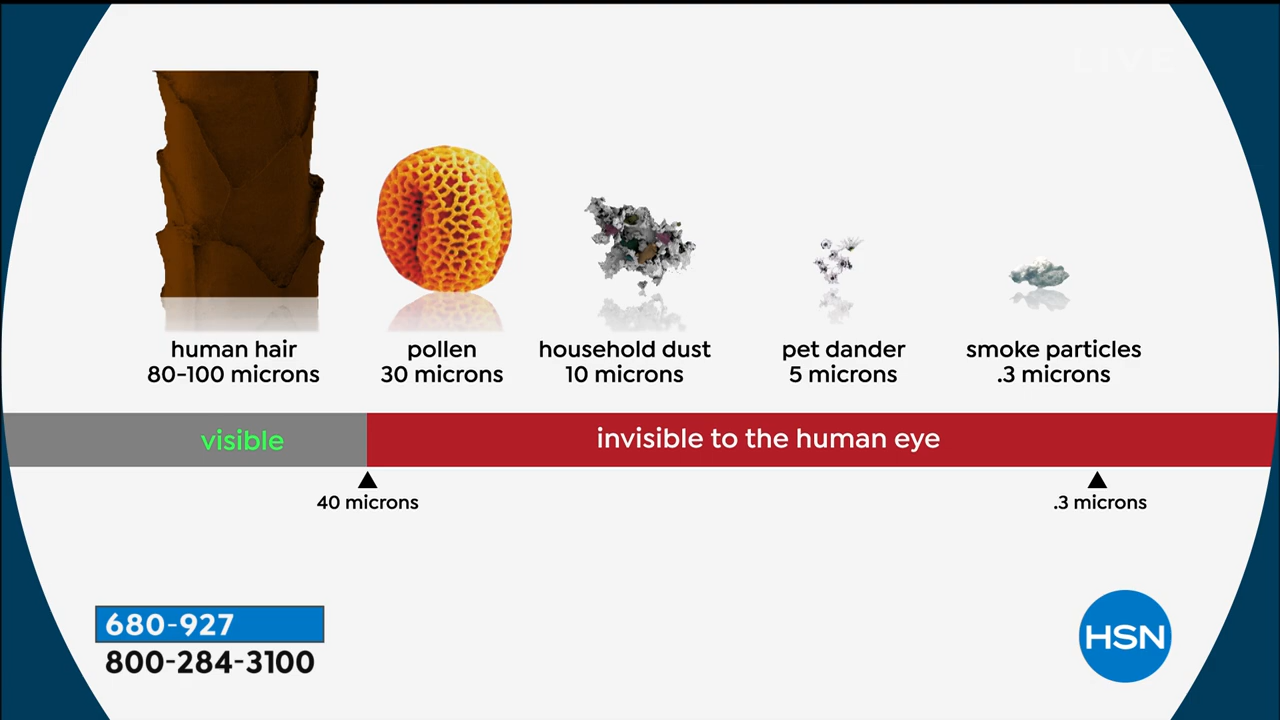 LIVE
human hair
80-100 microns
pollen
30 microns
household dust
10 microns
pet dander
5 microns
smoke particles
.3 microns
visible
invisible to the human eye
40 microns
.3 microns
680-927
800-284-3100
HSN